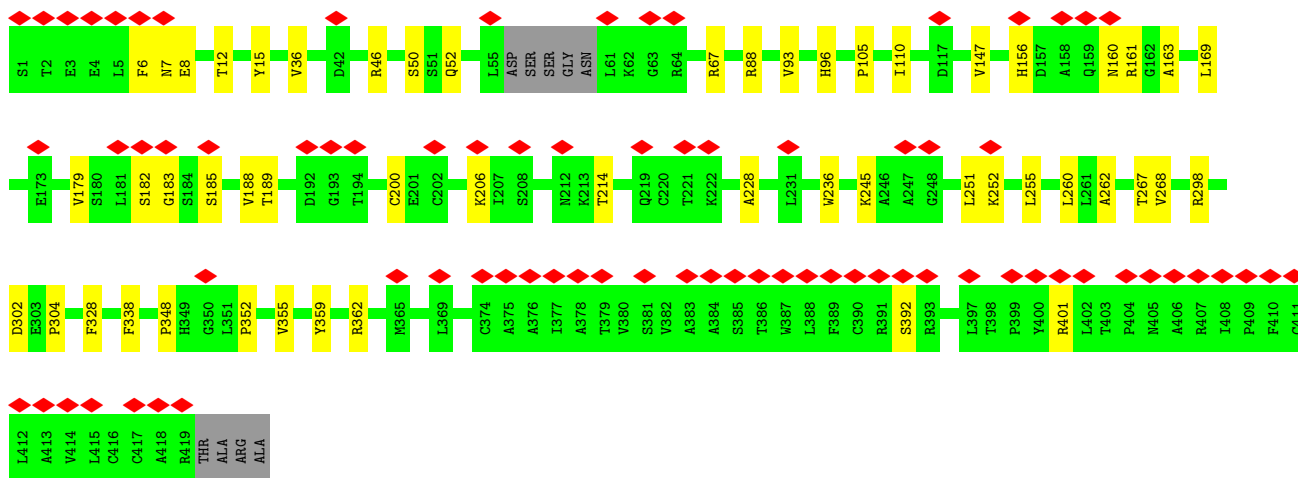 S1 T2 E3 E4 L5 F6 N7 E8 T12 Y15 V36 D42 R46 S50 S51 Q52 L55 ASP SER SER GLY ASN L61 K62 G63 R64 R67 R88 V93 H96 P105 I110 D117 V147 H156 D157 A158 Q159 N160 R161 G162 A163 L169
E173 V179 S180 L181 S182 G183 S184 S185 V188 T189 D192 G193 T194 C200 E201 C202 K206 I207 S208 N212 K213 T214 Q219 C220 T221 K222 A228 L231 W236 K245 A246 A247 G248 L251 K252 L255 L260 L261 A262 T267 V268 R298
D302 E303 P304 F328 F338 P348 H349 G350 L351 P352 V355 Y359 R362 M365 L369 C374 A375 A376 I377 A378 T379 V380 S381 V382 A383 A384 S385 T386 W387 L388 F389 C390 R391 S392 R393 L397 T398 P399 Y400 R401 L402 T403 P404 N405 A406 R407 I408 P409 F410 C411
L412 A413 V414 L415 C416 C417 A418 R419 THR ALA ARG ALA